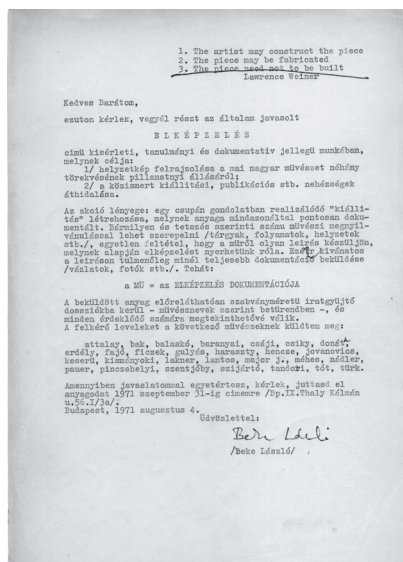 1. The artist may construct the piece
2. The piece may be fabricated
3. The piece need not to be built
Lawrence Weiner
Kedves Barátom,
ezuton kérlek, vegyél részt az általam javasolt
E L K É P Z E L É S
cimü kisérleti, tanulmányi és dokumentativ jellegü munkában,
melynek célja:
1/ helyzetkép felrajzolása a mai magyar müvészet néhány
törekvésének pillanatnyi állásáról;
2/ a közismert kiállitási, publikációs stb. nehézségek
áthidalása.
Az akció lényege: egy csupán gondolatban realizálódó "kiálli-
tás" létrehozása, melynek anyaga mindazonáltal pontosan doku-
mentált. Bármilyen és tetszés szerinti számu müvészi megnyil-
vánulással lehet szerepelni /tárgyak, folyamatok, helyzetek
stb./, egyetlen feltétel, hogy a müről olyan leirás készüljön,
melynek alapján elképzelést nyerhetünk róla. Ezért kivánatos
a leiráson tulmenőleg minél teljesebb dokumentáció beküldése
/vázlatok, fotók stb./. Tehát:
a MÜ = az ELKÉPZELÉS DOKUMENTÁCIÓJA
A beküldött anyag előreláthatóan szabványméretü iratgyüjtő
dossziékba kerül - müvésznevek szerint betürendben -, és
minden érdeklődő számára megtekinthetővé válik.
A felkérő leveleket a következő müvészeknek küldtem meg:
attalay, bak, balaskó, baranyai, csáji, csiky, donát,
erdély, fajó, ficzek, gulyás, haraszty, hencze, jovanovics,
keserü, kismányoki, lakner, lantos, major j., méhes, nádler,
pauer, pinczehelyi, szentjóby, szijártó, tandori, tót, türk.
Amennyiben javaslatommal egyetértesz, kérlek, juttasd el
anyagodat 1971 szeptember 31-ig cimemre /Bp.IX.Thaly Kálmán
u.56.I/3a/.
Budapest, 1971 augusztus 4.
Üdvözlettel:
Beke László
/Beke László/